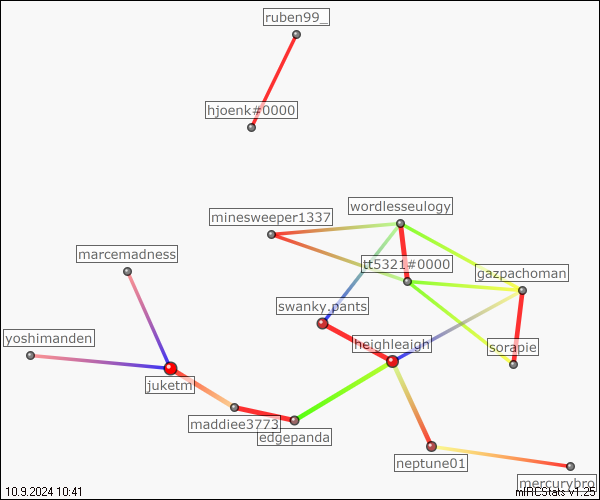 ruben99_
hjoenk#0000
wordlesseulogy
minesweeper1337
marcemadness
tt5321#0000
gazpachoman
swanky.pants
yoshimanden
heighleaigh
sorapie
juketm
maddiee3773
edgepanda
neptune01
mercurybro
10.9.2024 10:41
mIRCStats v1.25